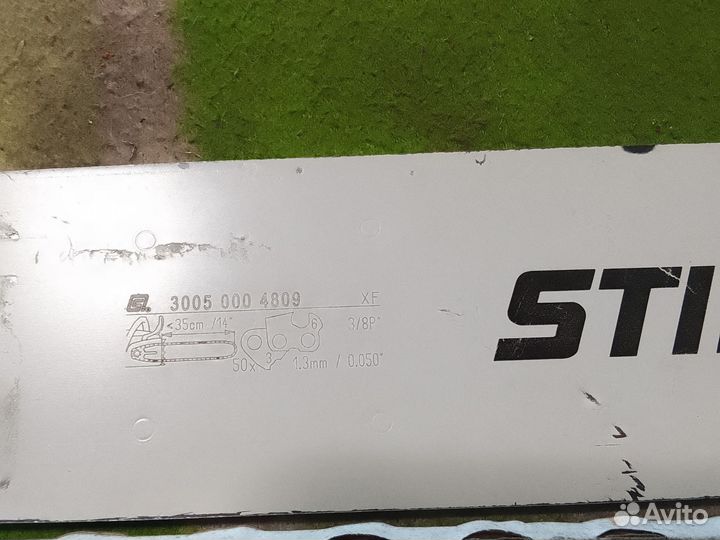 3005 000 4809 XF
<35cm /14" 6 3/8P"
50x 3 1.3mm / 0.050"
STI
Avito